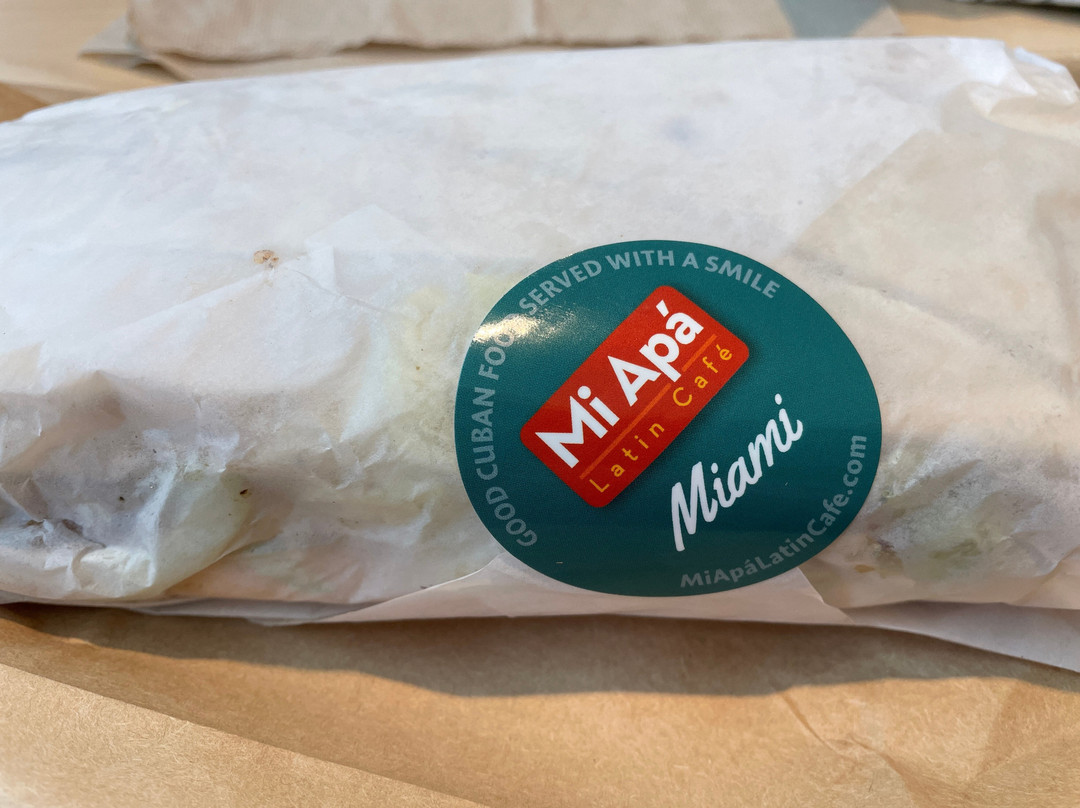 GOOD CUBAN FOOD SERVED WITH A SMILE
Mi Apá
Latin Café
Miami
MiApáLatinCafe.com